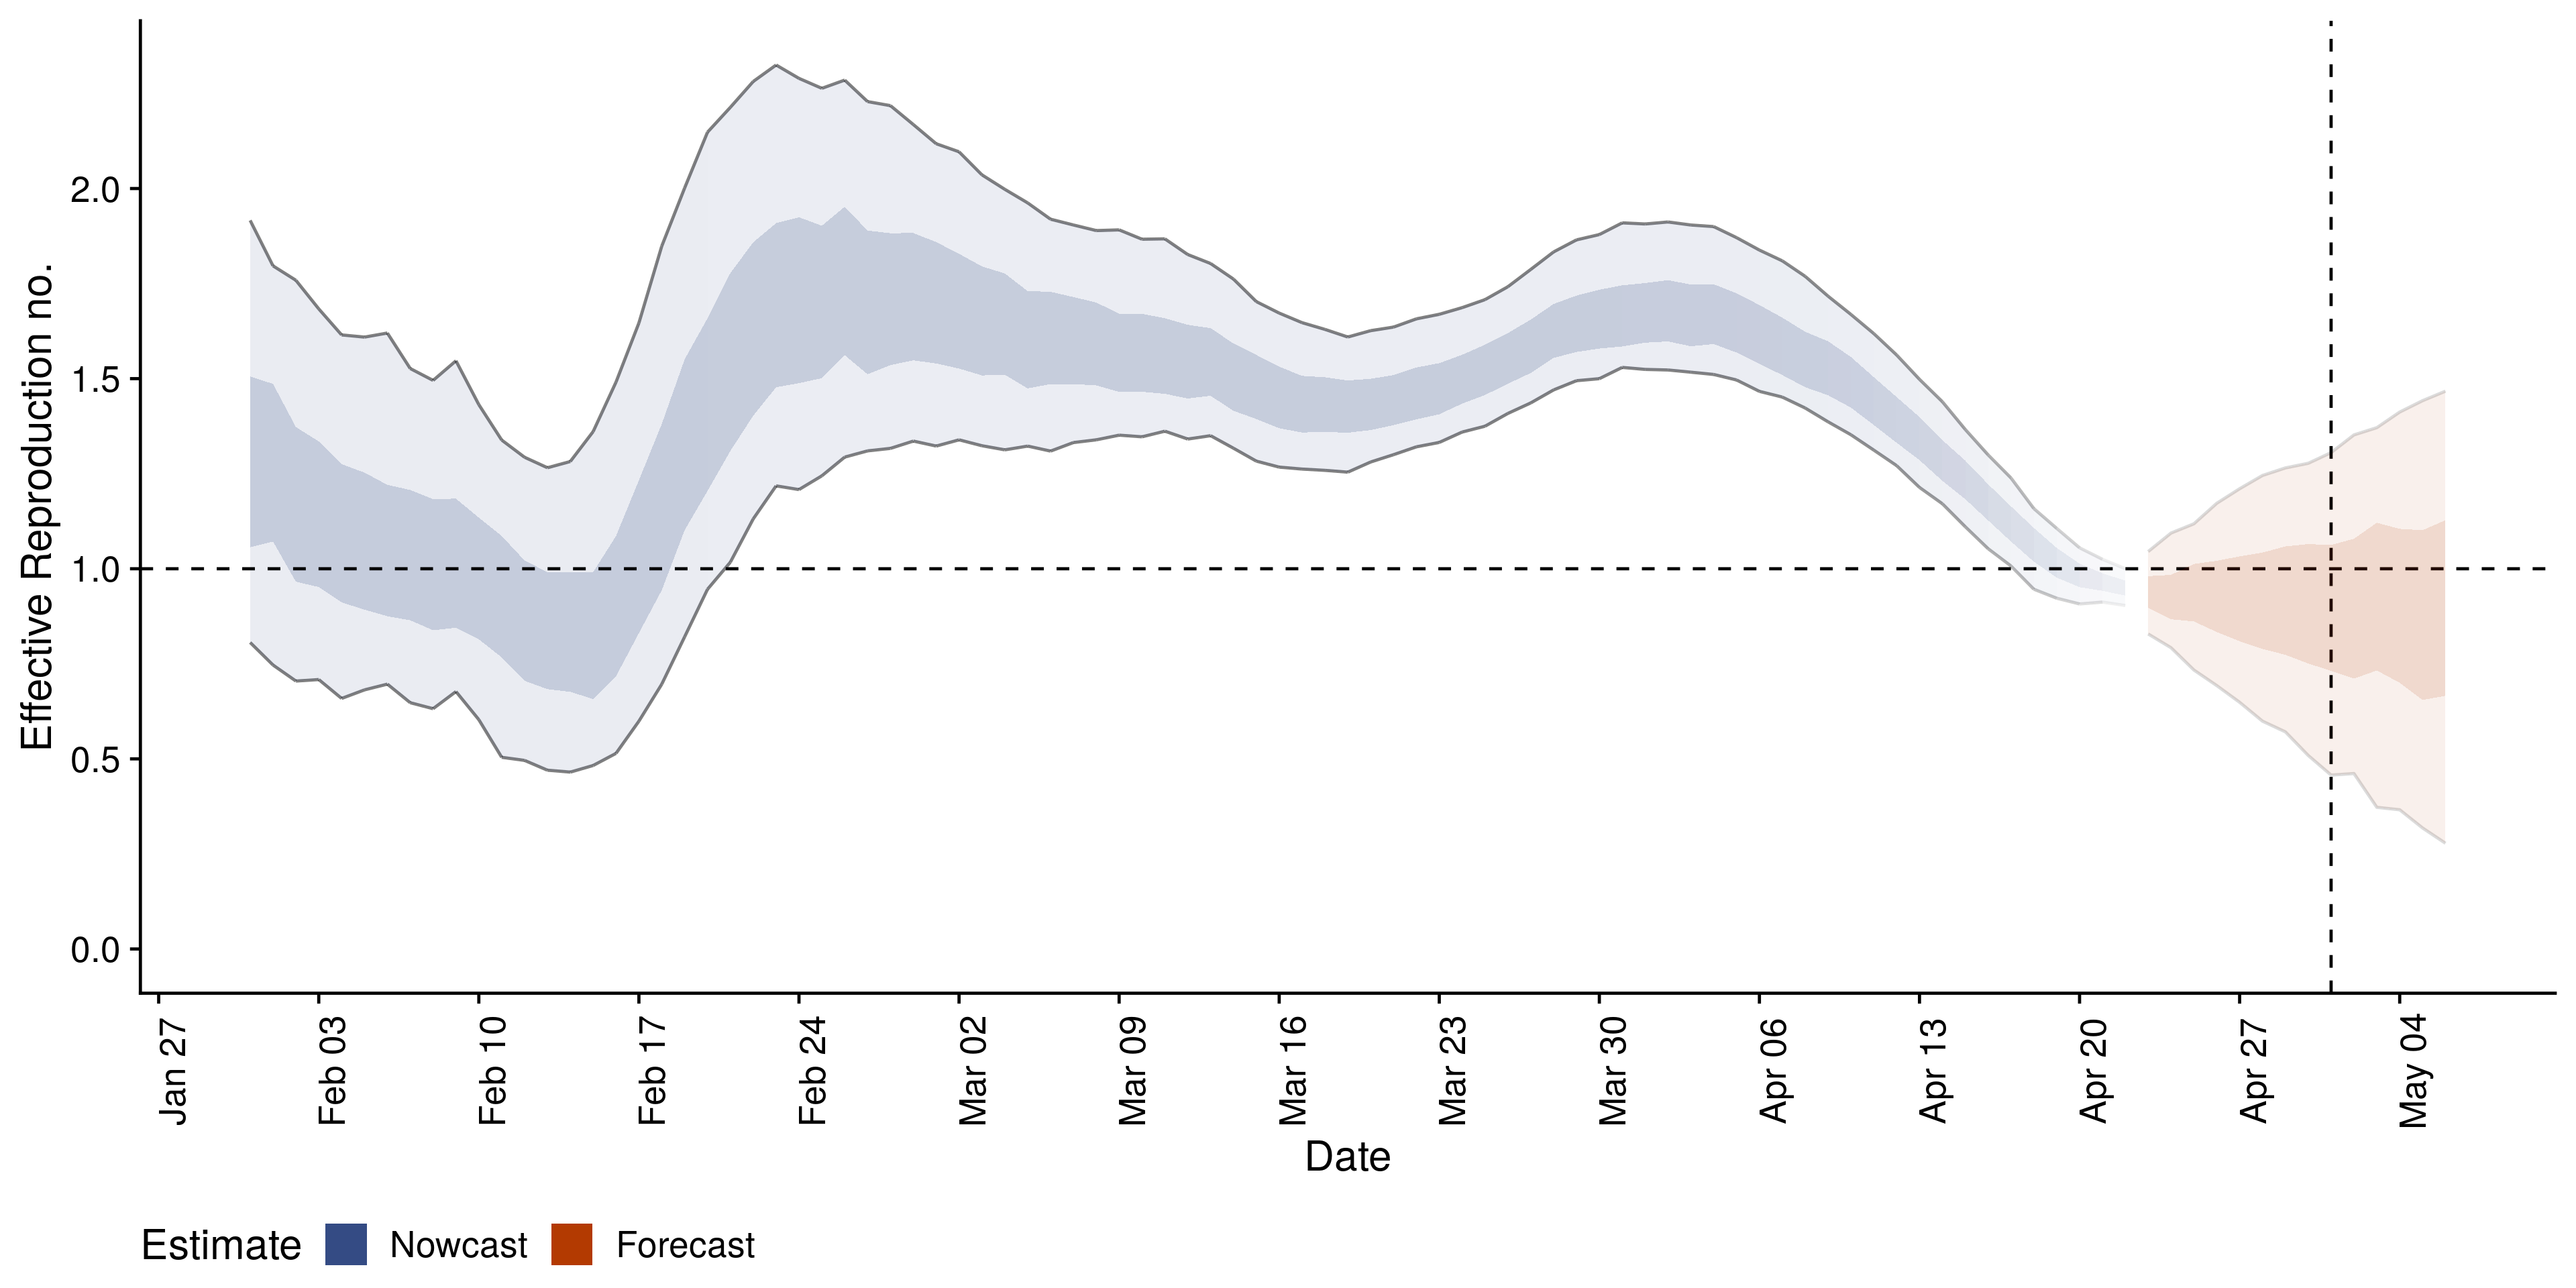 Effective Reproduction no.
2.0
1.5
1.0
0.5
0.0
Jan 27
Feb 03
Feb 10
Feb 17
Feb 24
Mar 02
Mar 09
Mar 16
Mar 23
Mar 30
Apr 06
Apr 13
Apr 20
Apr 27
May 04
Date
Estimate Nowcast Forecast